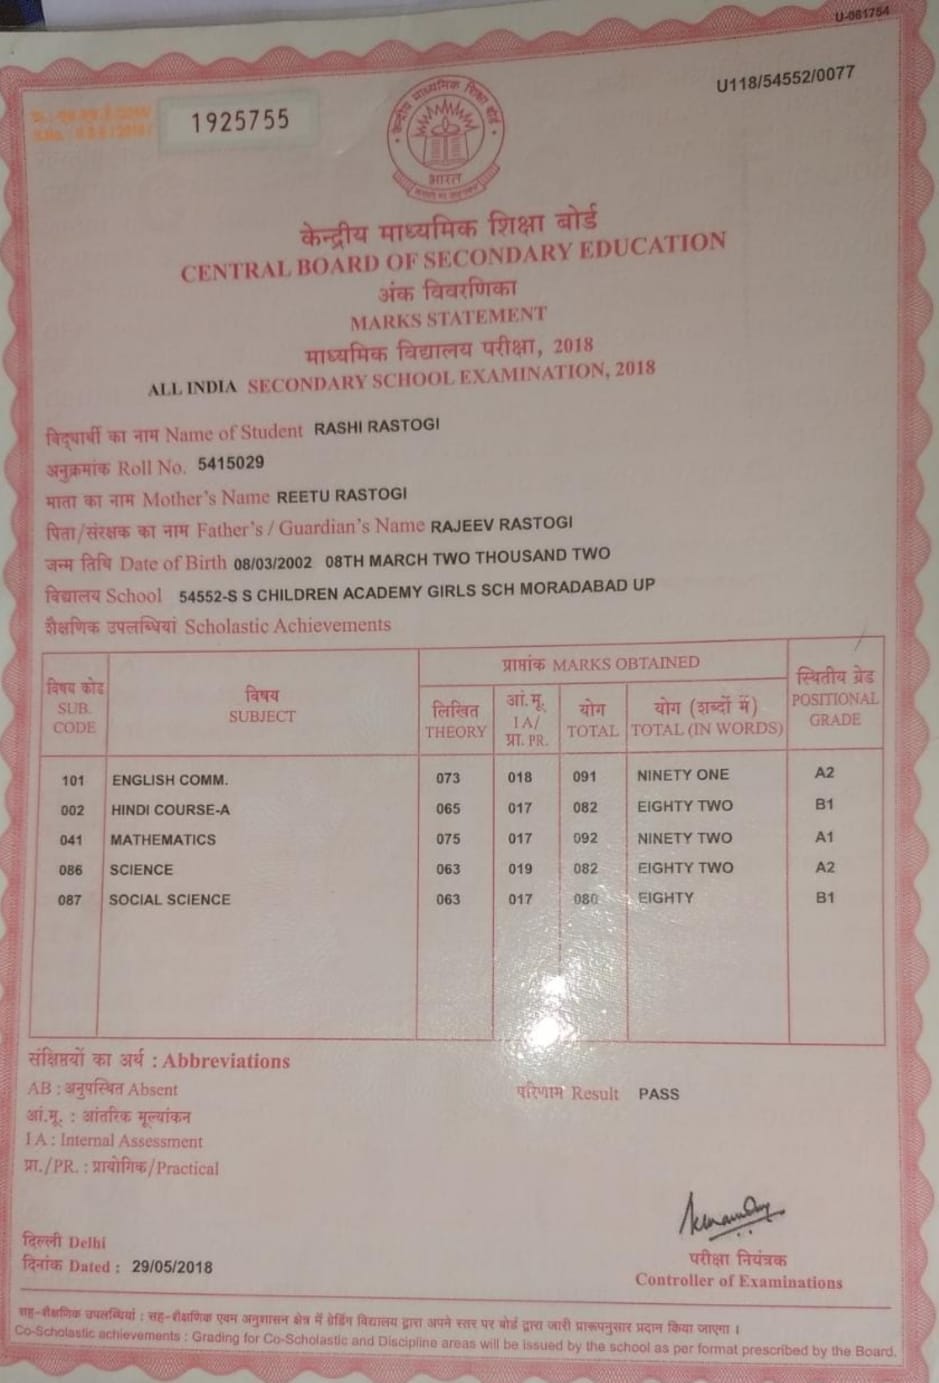 U-081754
U118/54552/0077
1925755
केन्द्रीय माध्यमिक शिक्षा बोर्ड
भारत
केन्द्रीय माध्यमिक शिक्षा बोर्ड
CENTRAL BOARD OF SECONDARY EDUCATION
अंक विवरणिका
MARKS STATEMENT
माध्यमिक विद्यालय परीक्षा, 2018
ALL INDIA SECONDARY SCHOOL EXAMINATION, 2018
विद्यार्थी का नाम Name of Student RASHI RASTOGI
अनुक्रमांक Roll No. 5415029
माता का नाम Mother's Name REETU RASTOGI
पिता/संरक्षक का नाम Father's / Guardian's Name RAJEEV RASTOGI
जन्म तिथि Date of Birth 08/03/2002 08TH MARCH TWO THOUSAND TWO
विद्यालय School 54552-S S CHILDREN ACADEMY GIRLS SCH MORADABAD UP
शैक्षणिक उपलब्धियां Scholastic Achievements
विषय कोड SUB. CODE
विषय SUBJECT
प्राप्तांक MARKS OBTAINED
स्थितीय ग्रेड POSITIONAL GRADE
लिखित THEORY
आं.मू. I A/ प्रा. PR.
योग TOTAL
योग (शब्दों में) TOTAL (IN WORDS)
101 ENGLISH COMM. 073 018 091 NINETY ONE A2
002 HINDI COURSE-A 065 017 082 EIGHTY TWO B1
041 MATHEMATICS 075 017 092 NINETY TWO A1
086 SCIENCE 063 019 082 EIGHTY TWO A2
087 SOCIAL SCIENCE 063 017 080 EIGHTY B1
संक्षिप्तयों का अर्थ : Abbreviations
AB : अनुपस्थित Absent
परिणाम Result PASS
आं.मू. : आंतरिक मूल्यांकन
I A : Internal Assessment
प्रा./PR. : प्रायोगिक/Practical
दिल्ली Delhi
दिनांक Dated : 29/05/2018
परीक्षा नियंत्रक
Controller of Examinations
सह-शैक्षणिक उपलब्धियां : सह-शैक्षणिक एवम अनुशासन क्षेत्र में ग्रेडिंग विद्यालय द्वारा अपने स्तर पर बोर्ड द्वारा जारी प्रारूपनुसार प्रदान किया जाएगा ।
Co-Scholastic achievements : Grading for Co-Scholastic and Discipline areas will be issued by the school as per format prescribed by the Board.